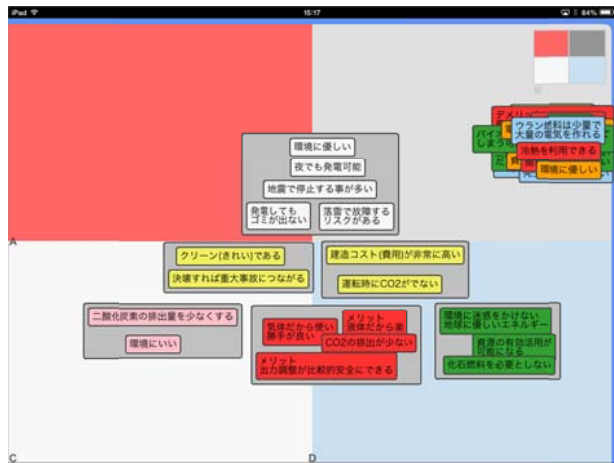 iPad
15:17
84%
デメリット
ウラン燃料は少量で
大量の電気を作れる
バイオ
しまう
冷熱を利用できる
環境に優しい
環境に優しい
夜でも発電可能
地震で停止する事が多い
発電しても
ゴミが出ない
落雷で故障する
リスクがある
A
クリーン(きれい)である
決壊すれば重大事故につながる
建造コスト(費用)が非常に高い
運転時にCO2がでない
二酸化炭素の排出量を少なくする
環境にいい
気体だから使い
勝手が良い
メリット
液体だから楽
CO2の排出が少ない
メリット
出力調整が比較的安全にできる
環境に迷惑をかけない
地球に優しいエネルギー
資源の有効活用が
可能になる
化石燃料を必要としない
C
D